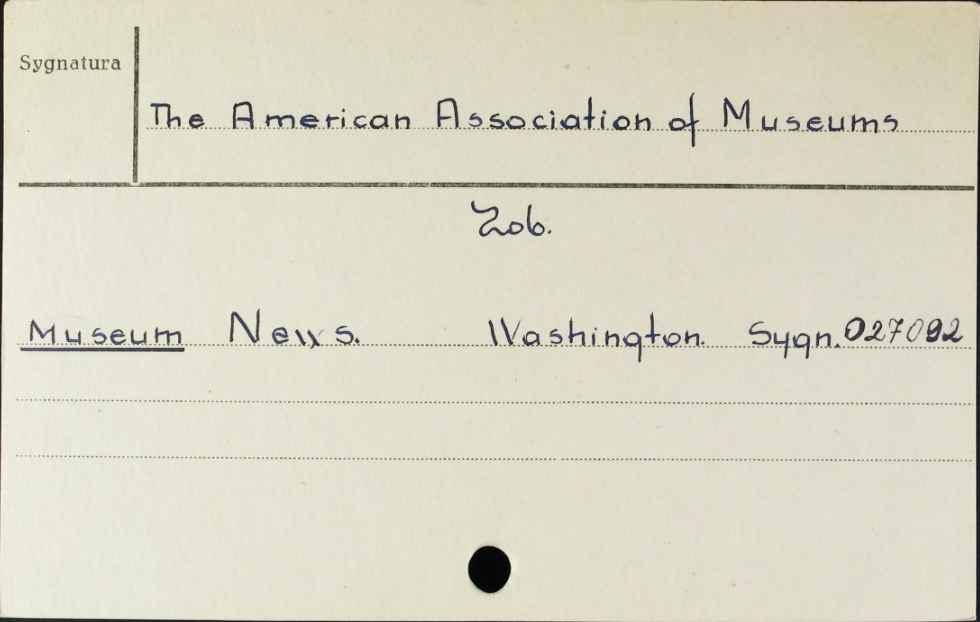 Sygnatura
The American Association of Museums
Zob.
Museum News. Washington. Sygn. 027092